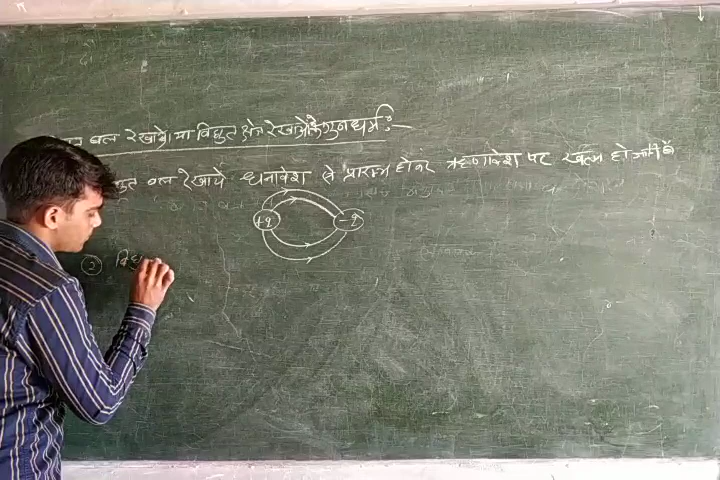 बल रेखाये या विद्युत क्षेत्र रेखाओं के गुणधर्म :-
द्युत बल रेखायें धनावेश से प्रारम्भ होकर ऋणावेश पर खत्म हो जाती है
+q -q
② विद्यु